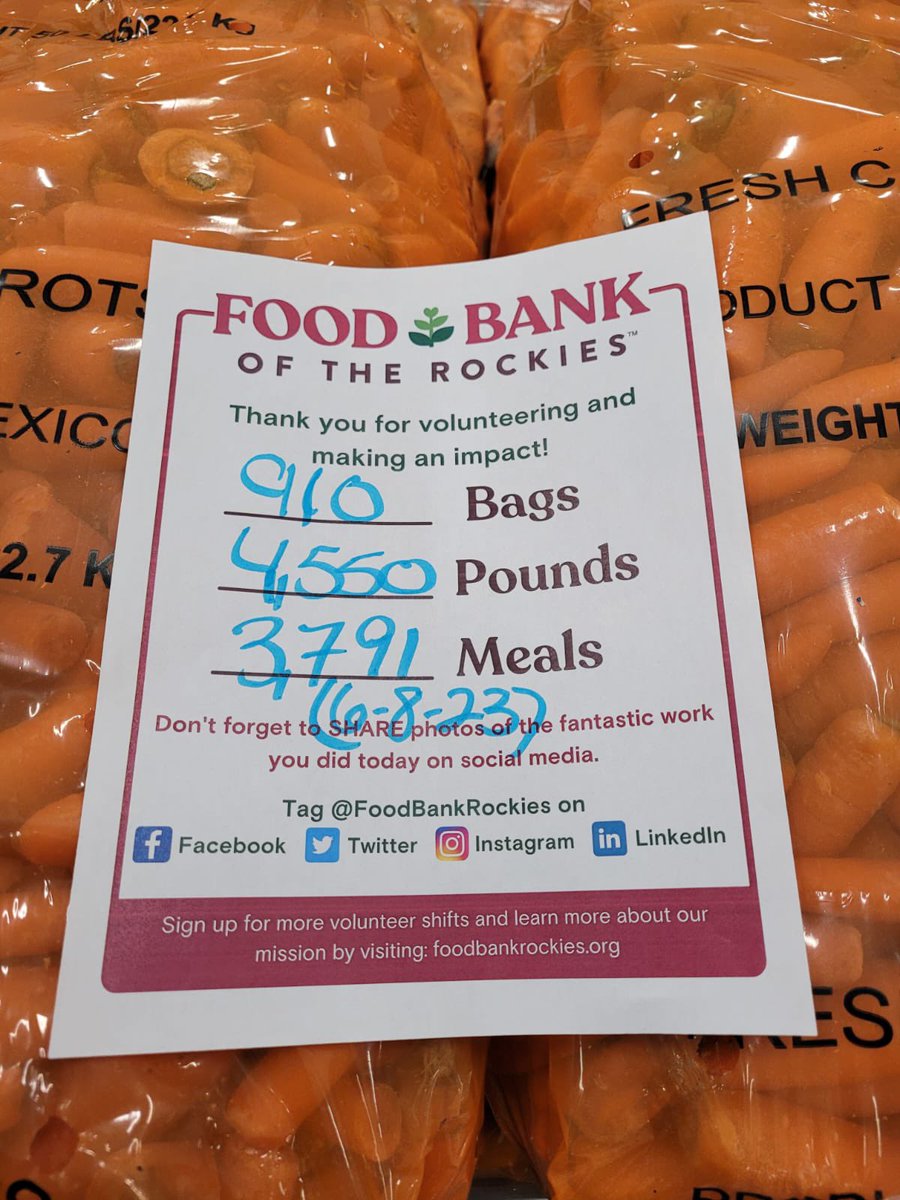 FRESH
ODUCT
EXICO
WEIGHT
2.7 K
FOOD BANK
OF THE ROCKIES™
Thank you for volunteering and
making an impact!
910 Bags
4,550 Pounds
3,791 Meals
(6-8-23)
Don't forget to SHARE photos of the fantastic work
you did today on social media.
Tag @FoodBankRockies on
Facebook Twitter Instagram LinkedIn
Sign up for more volunteer shifts and learn more about our
mission by visiting: foodbankrockies.org